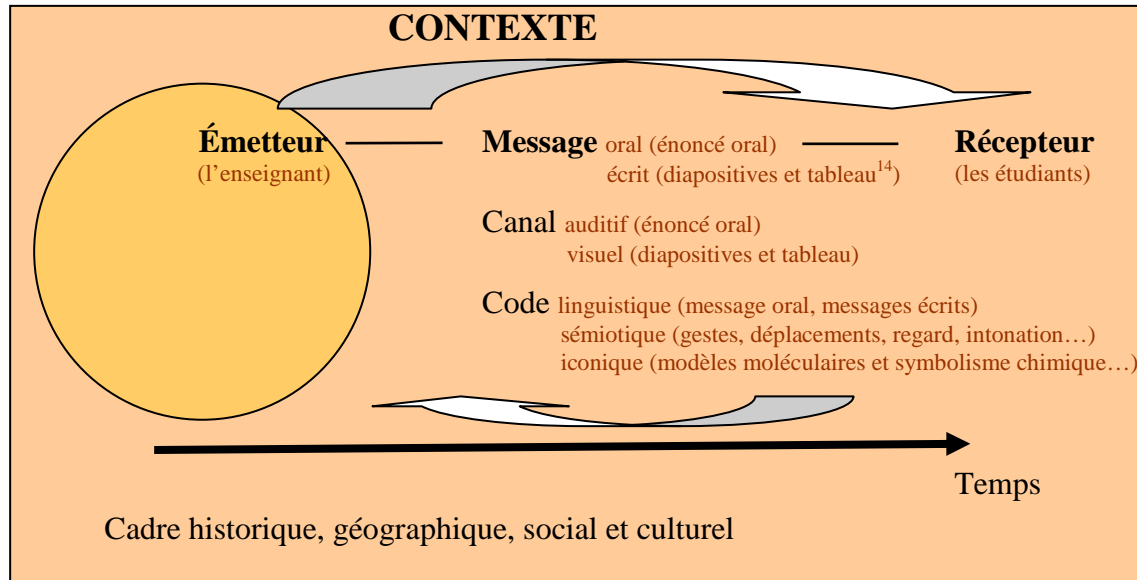 CONTEXTE
Émetteur Message oral (énoncé oral) Récepteur
(l’enseignant) écrit (diapositives et tableau14) (les étudiants)
Canal auditif (énoncé oral)
visuel (diapositives et tableau)
Code linguistique (message oral, messages écrits)
sémiotique (gestes, déplacements, regard, intonation…)
iconique (modèles moléculaires et symbolisme chimique…)
Temps
Cadre historique, géographique, social et culturel